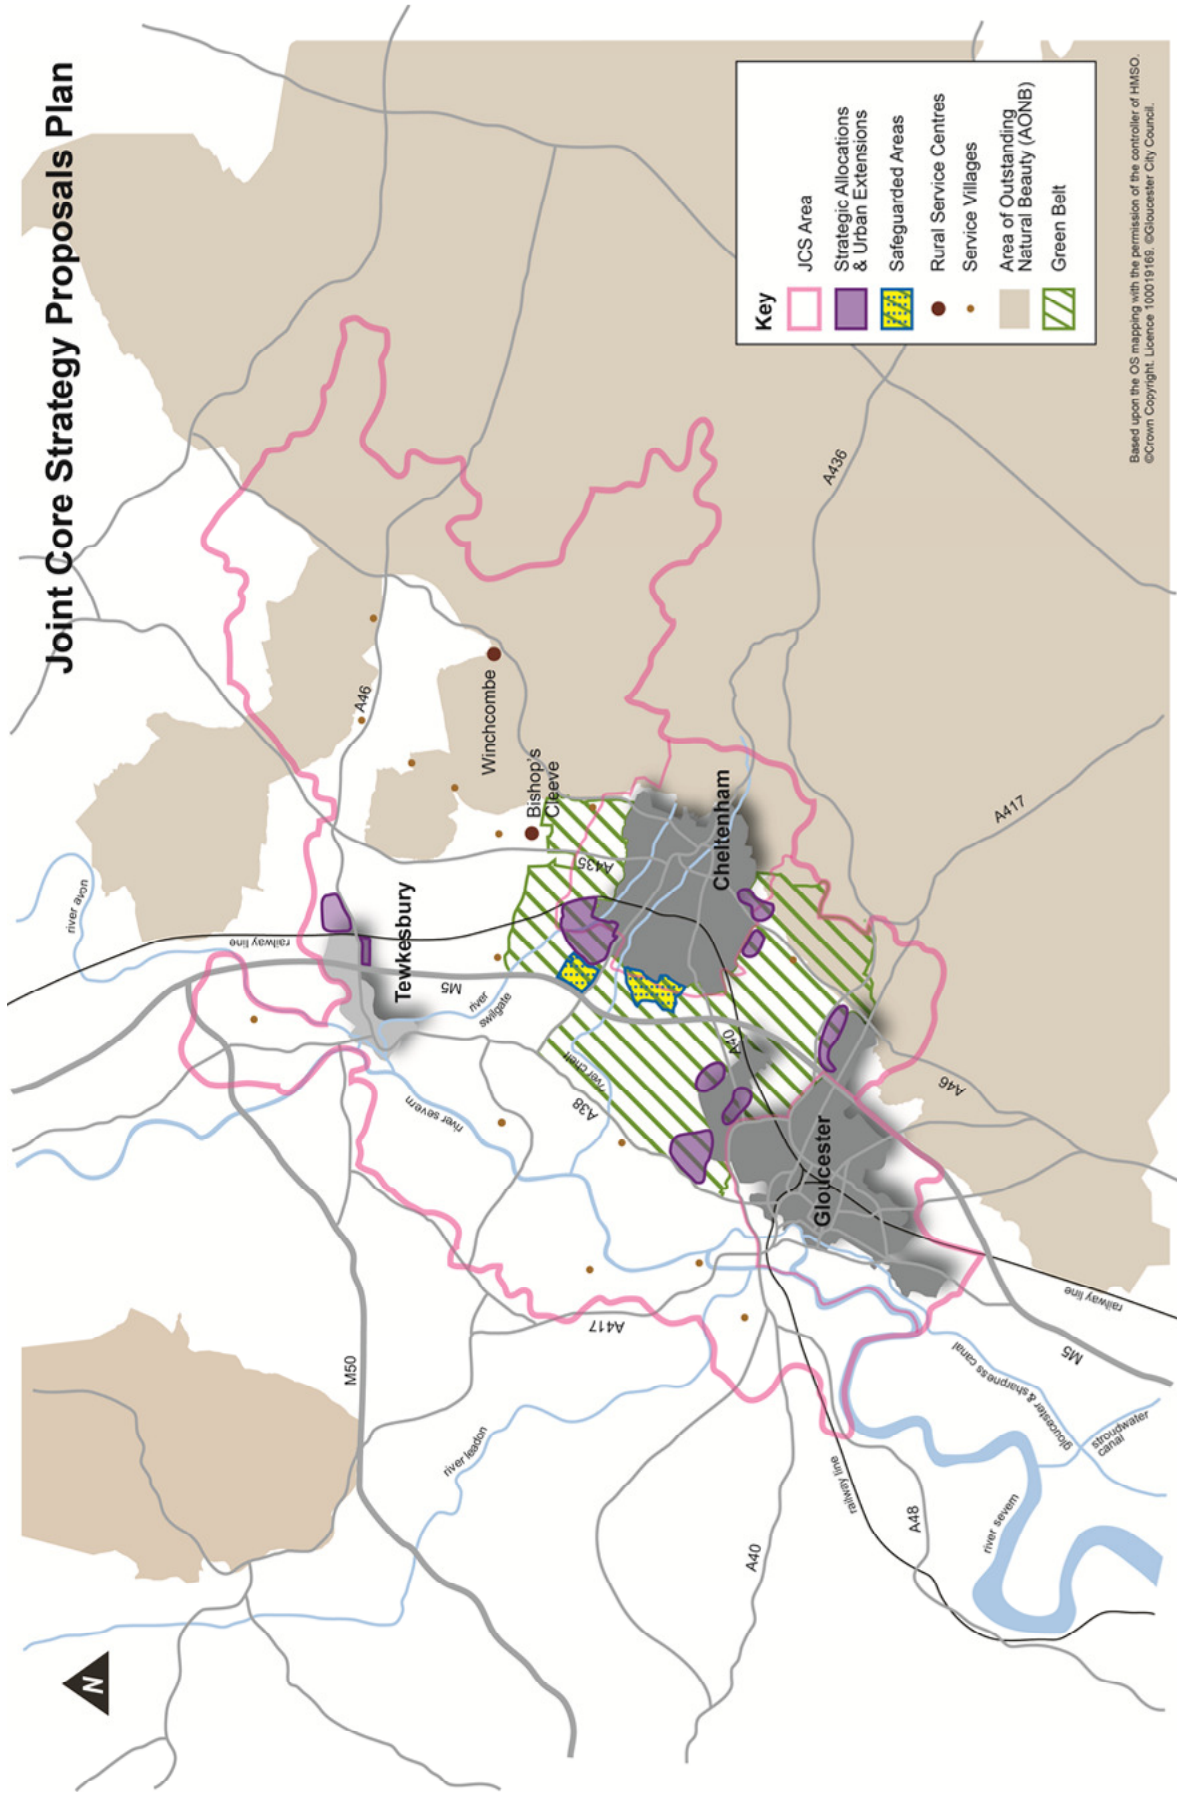 Joint Core Strategy Proposals Plan
N
Key
JCS Area
Strategic Allocations
& Urban Extensions
Safeguarded Areas
Rural Service Centres
Service Villages
Area of Outstanding
Natural Beauty (AONB)
Green Belt
river avon
railway line
Tewkesbury
M5
river
swilgate
A46
Winchcombe
Bishop's
Cleeve
A435
Cheltenham
A436
A417
M50
river severn
A38
river chelt
A40
Gloucester
A46
A417
river leadon
A40
railway line
A48
river severn
gloucester & sharpness canal
stroudwater
canal
M5
railway line
Based upon the OS mapping with the permission of the controller of HMSO.
©Crown Copyright. Licence 100019169. ©Gloucester City Council.